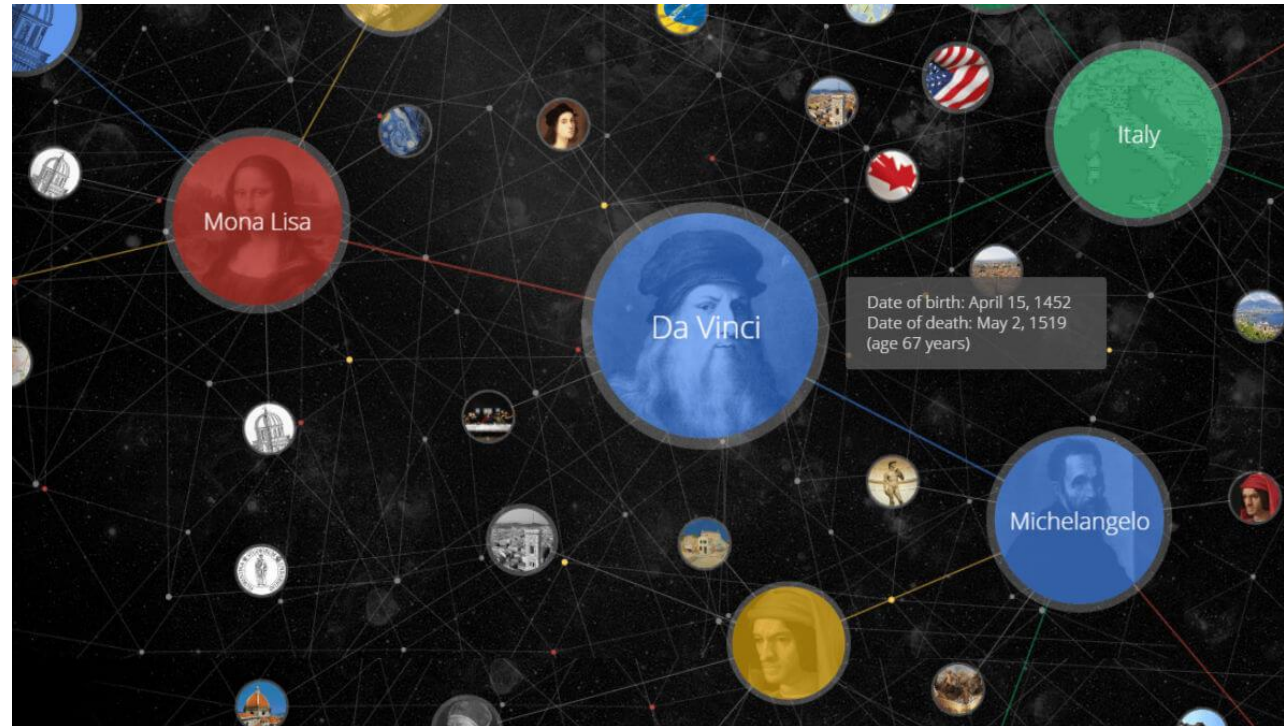 Italy
Mona Lisa
Da Vinci
Date of birth: April 15, 1452
Date of death: May 2, 1519
(age 67 years)
Michelangelo